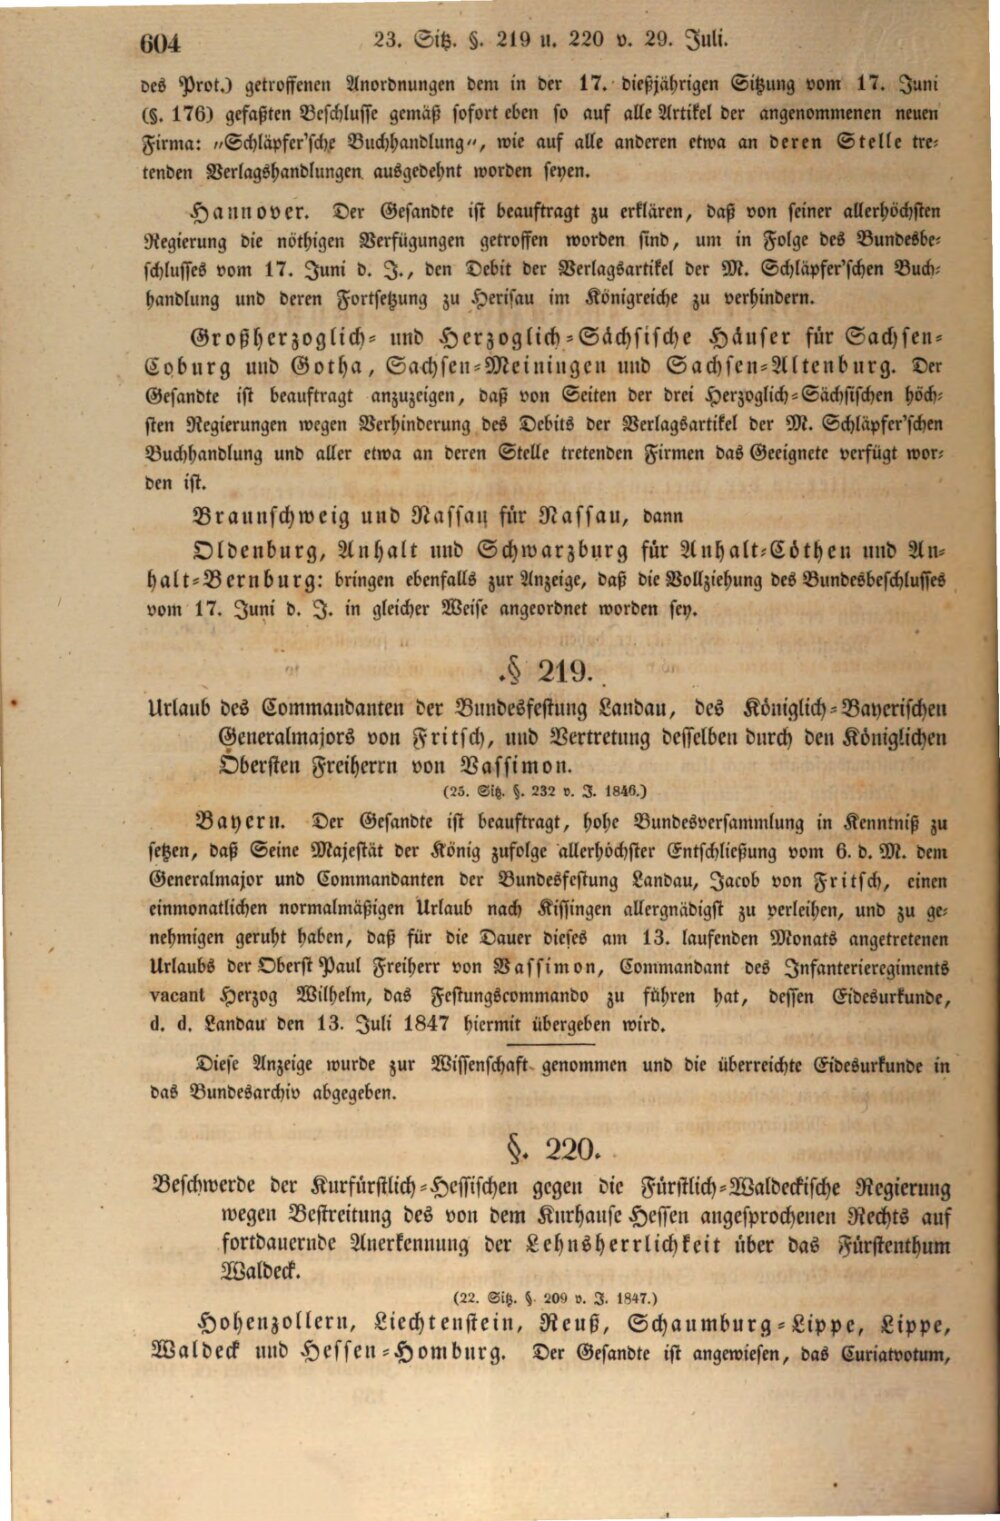 604
23. Sitz. §. 219 u. 220 v. 29. Juli.
des Prot.) getroffenen Anordnungen dem in der 17. dießjährigen Sitzung vom 17. Juni
(§. 176) gefaßten Beschlusse gemäß sofort eben so auf alle Artikel der angenommenen neuen
Firma: „Schläpfer'sche Buchhandlung“, wie auf alle anderen etwa an deren Stelle tre-
tenden Verlagshandlungen ausgedehnt worden seyen.
Hannover. Der Gesandte ist beauftragt zu erklären, daß von seiner allerhöchsten
Regierung die nöthigen Verfügungen getroffen worden sind, um in Folge des Bundesbe-
schlusses vom 17. Juni d. J., den Debit der Verlagsartikel der M. Schläpfer'schen Buch-
handlung und deren Fortsetzung zu Herisau im Königreiche zu verhindern.
Großherzoglich- und Herzoglich-Sächsische Häuser für Sachsen-
Coburg und Gotha, Sachsen-Meiningen und Sachsen-Altenburg. Der
Gesandte ist beauftragt anzuzeigen, daß von Seiten der drei Herzoglich-Sächsischen höch-
sten Regierungen wegen Verhinderung des Debits der Verlagsartikel der M. Schläpfer'schen
Buchhandlung und aller etwa an deren Stelle tretenden Firmen das Geeignete verfügt wor-
den ist.
Braunschweig und Nassau für Nassau, dann
Oldenburg, Anhalt und Schwarzburg für Anhalt-Cöthen und An-
halt-Bernburg: bringen ebenfalls zur Anzeige, daß die Vollziehung des Bundesbeschlusses
vom 17. Juni d. J. in gleicher Weise angeordnet worden sey.
§ 219.
Urlaub des Commandanten der Bundesfestung Landau, des Königlich-Bayerischen
Generalmajors von Fritsch, und Vertretung desselben durch den Königlichen
Obersten Freiherrn von Vassimon.
(25. Sitz. §. 232 v. J. 1846.)
Bayern. Der Gesandte ist beauftragt, hohe Bundesversammlung in Kenntniß zu
setzen, daß Seine Majestät der König zufolge allerhöchster Entschließung vom 6. d. M. dem
Generalmajor und Commandanten der Bundesfestung Landau, Jacob von Fritsch, einen
einmonatlichen normalmäßigen Urlaub nach Kissingen allergnädigst zu verleihen, und zu ge-
nehmigen geruht haben, daß für die Dauer dieses am 13. laufenden Monats angetretenen
Urlaubs der Oberst Paul Freiherr von Vassimon, Commandant des Infanterieregiments
vacant Herzog Wilhelm, das Festungscommando zu führen hat, dessen Eidesurkunde,
d. d. Landau den 13. Juli 1847 hiermit übergeben wird.
Diese Anzeige wurde zur Wissenschaft genommen und die überreichte Eidesurkunde in
das Bundesarchiv abgegeben.
§. 220.
Beschwerde der Kurfürstlich-Hessischen gegen die Fürstlich-Waldeckische Regierung
wegen Bestreitung des von dem Kurhause Hessen angesprochenen Rechts auf
fortdauernde Anerkennung der Lehnsherrlichkeit über das Fürstenthum
Waldeck.
(22. Sitz. §. 209 v. J. 1847.)
Hohenzollern, Liechtenstein, Reuß, Schaumburg-Lippe, Lippe,
Waldeck und Hessen-Homburg. Der Gesandte ist angewiesen, das Curiatvotum,